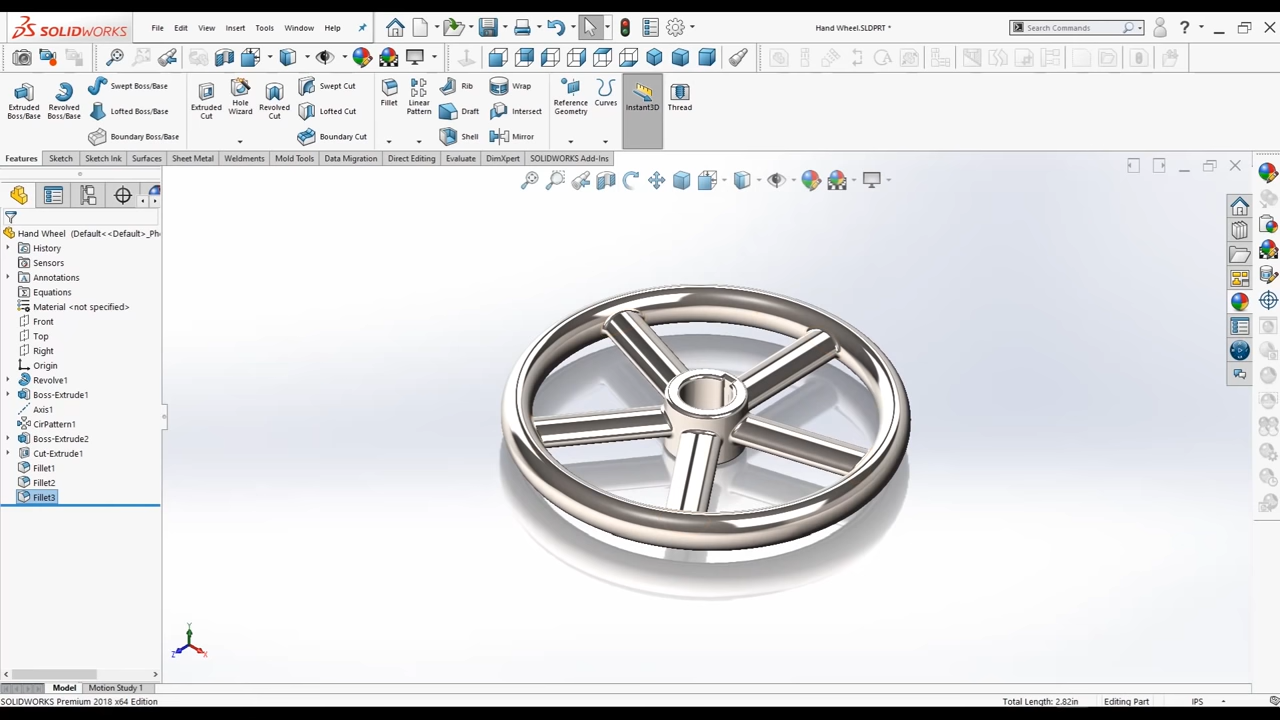 SOLIDWORKS
File Edit View Insert Tools Window Help
Hand Wheel.SLDPRT *
Search Commands
?
Extruded Boss/Base
Revolved Boss/Base
Swept Boss/Base
Lofted Boss/Base
Boundary Boss/Base
Extruded Cut
Hole Wizard
Revolved Cut
Swept Cut
Lofted Cut
Boundary Cut
Fillet
Linear Pattern
Rib
Draft
Shell
Wrap
Intersect
Mirror
Reference Geometry
Curves
Instant3D
Thread
Features Sketch Sketch Ink Surfaces Sheet Metal Weldments Mold Tools Data Migration Direct Editing Evaluate DimXpert SOLIDWORKS Add-Ins
Hand Wheel (Default<<Default>_Ph
History
Sensors
Annotations
Equations
Material <not specified>
Front
Top
Right
Origin
Revolve1
Boss-Extrude1
Axis1
CirPattern1
Boss-Extrude2
Cut-Extrude1
Fillet1
Fillet2
Fillet3
Y
Z X
Model Motion Study 1
SOLIDWORKS Premium 2018 x64 Edition
Total Length: 2.82in Editing Part IPS